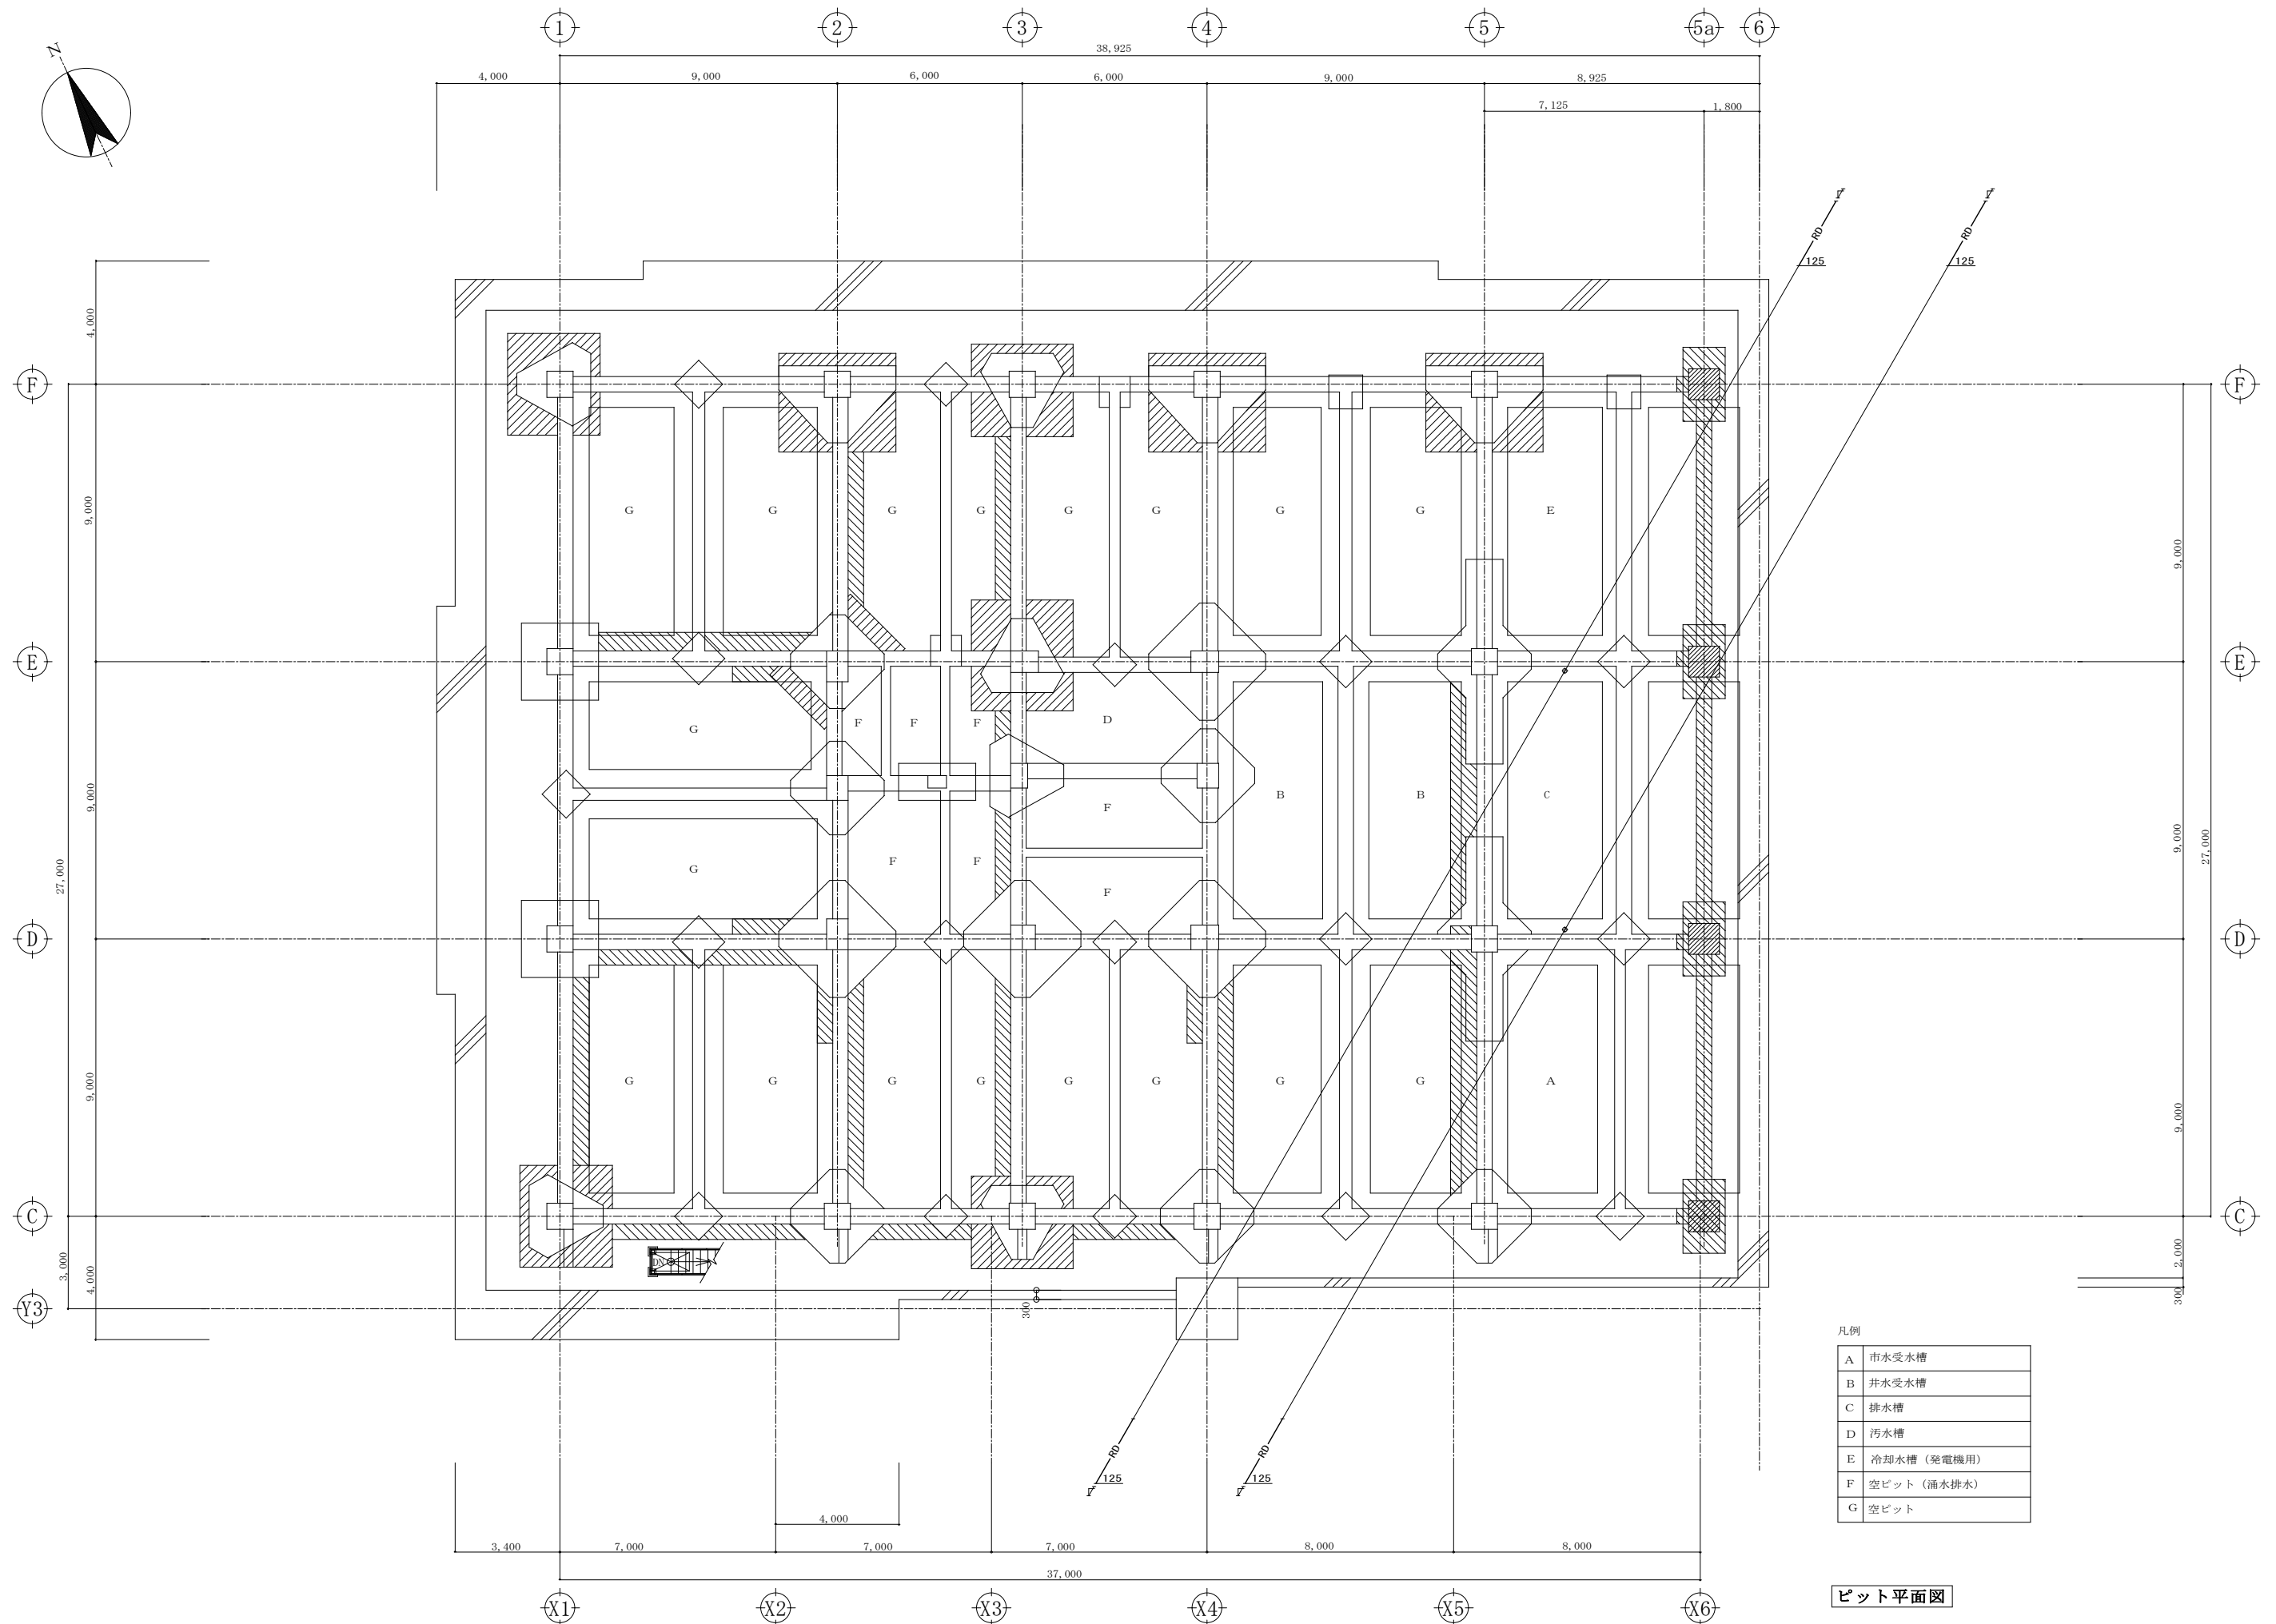 1 2 3 4 5 5a 6
N
38,925
4,000 9,000 6,000 6,000 9,000 8,925
7,125 1,800
RD RD
125 125
4,000
F F
9,000 G G G G G G G G E 9,000
E E
G F F F D
9,000 F B B C 9,000
27,000 G F F F 27,000
D D
9,000 G G G G G G G G A 9,000
C C
3,000 4,000 DN 2,000
Y3 300 300
凡例
A 市水受水槽
B 井水受水槽
C 排水槽
D 汚水槽
E 冷却水槽（発電機用）
F 空ピット（涌水排水）
G 空ピット
RD RD
125 125
4,000
3,400 7,000 7,000 7,000 8,000 8,000
37,000
ピット平面図
X1 X2 X3 X4 X5 X6